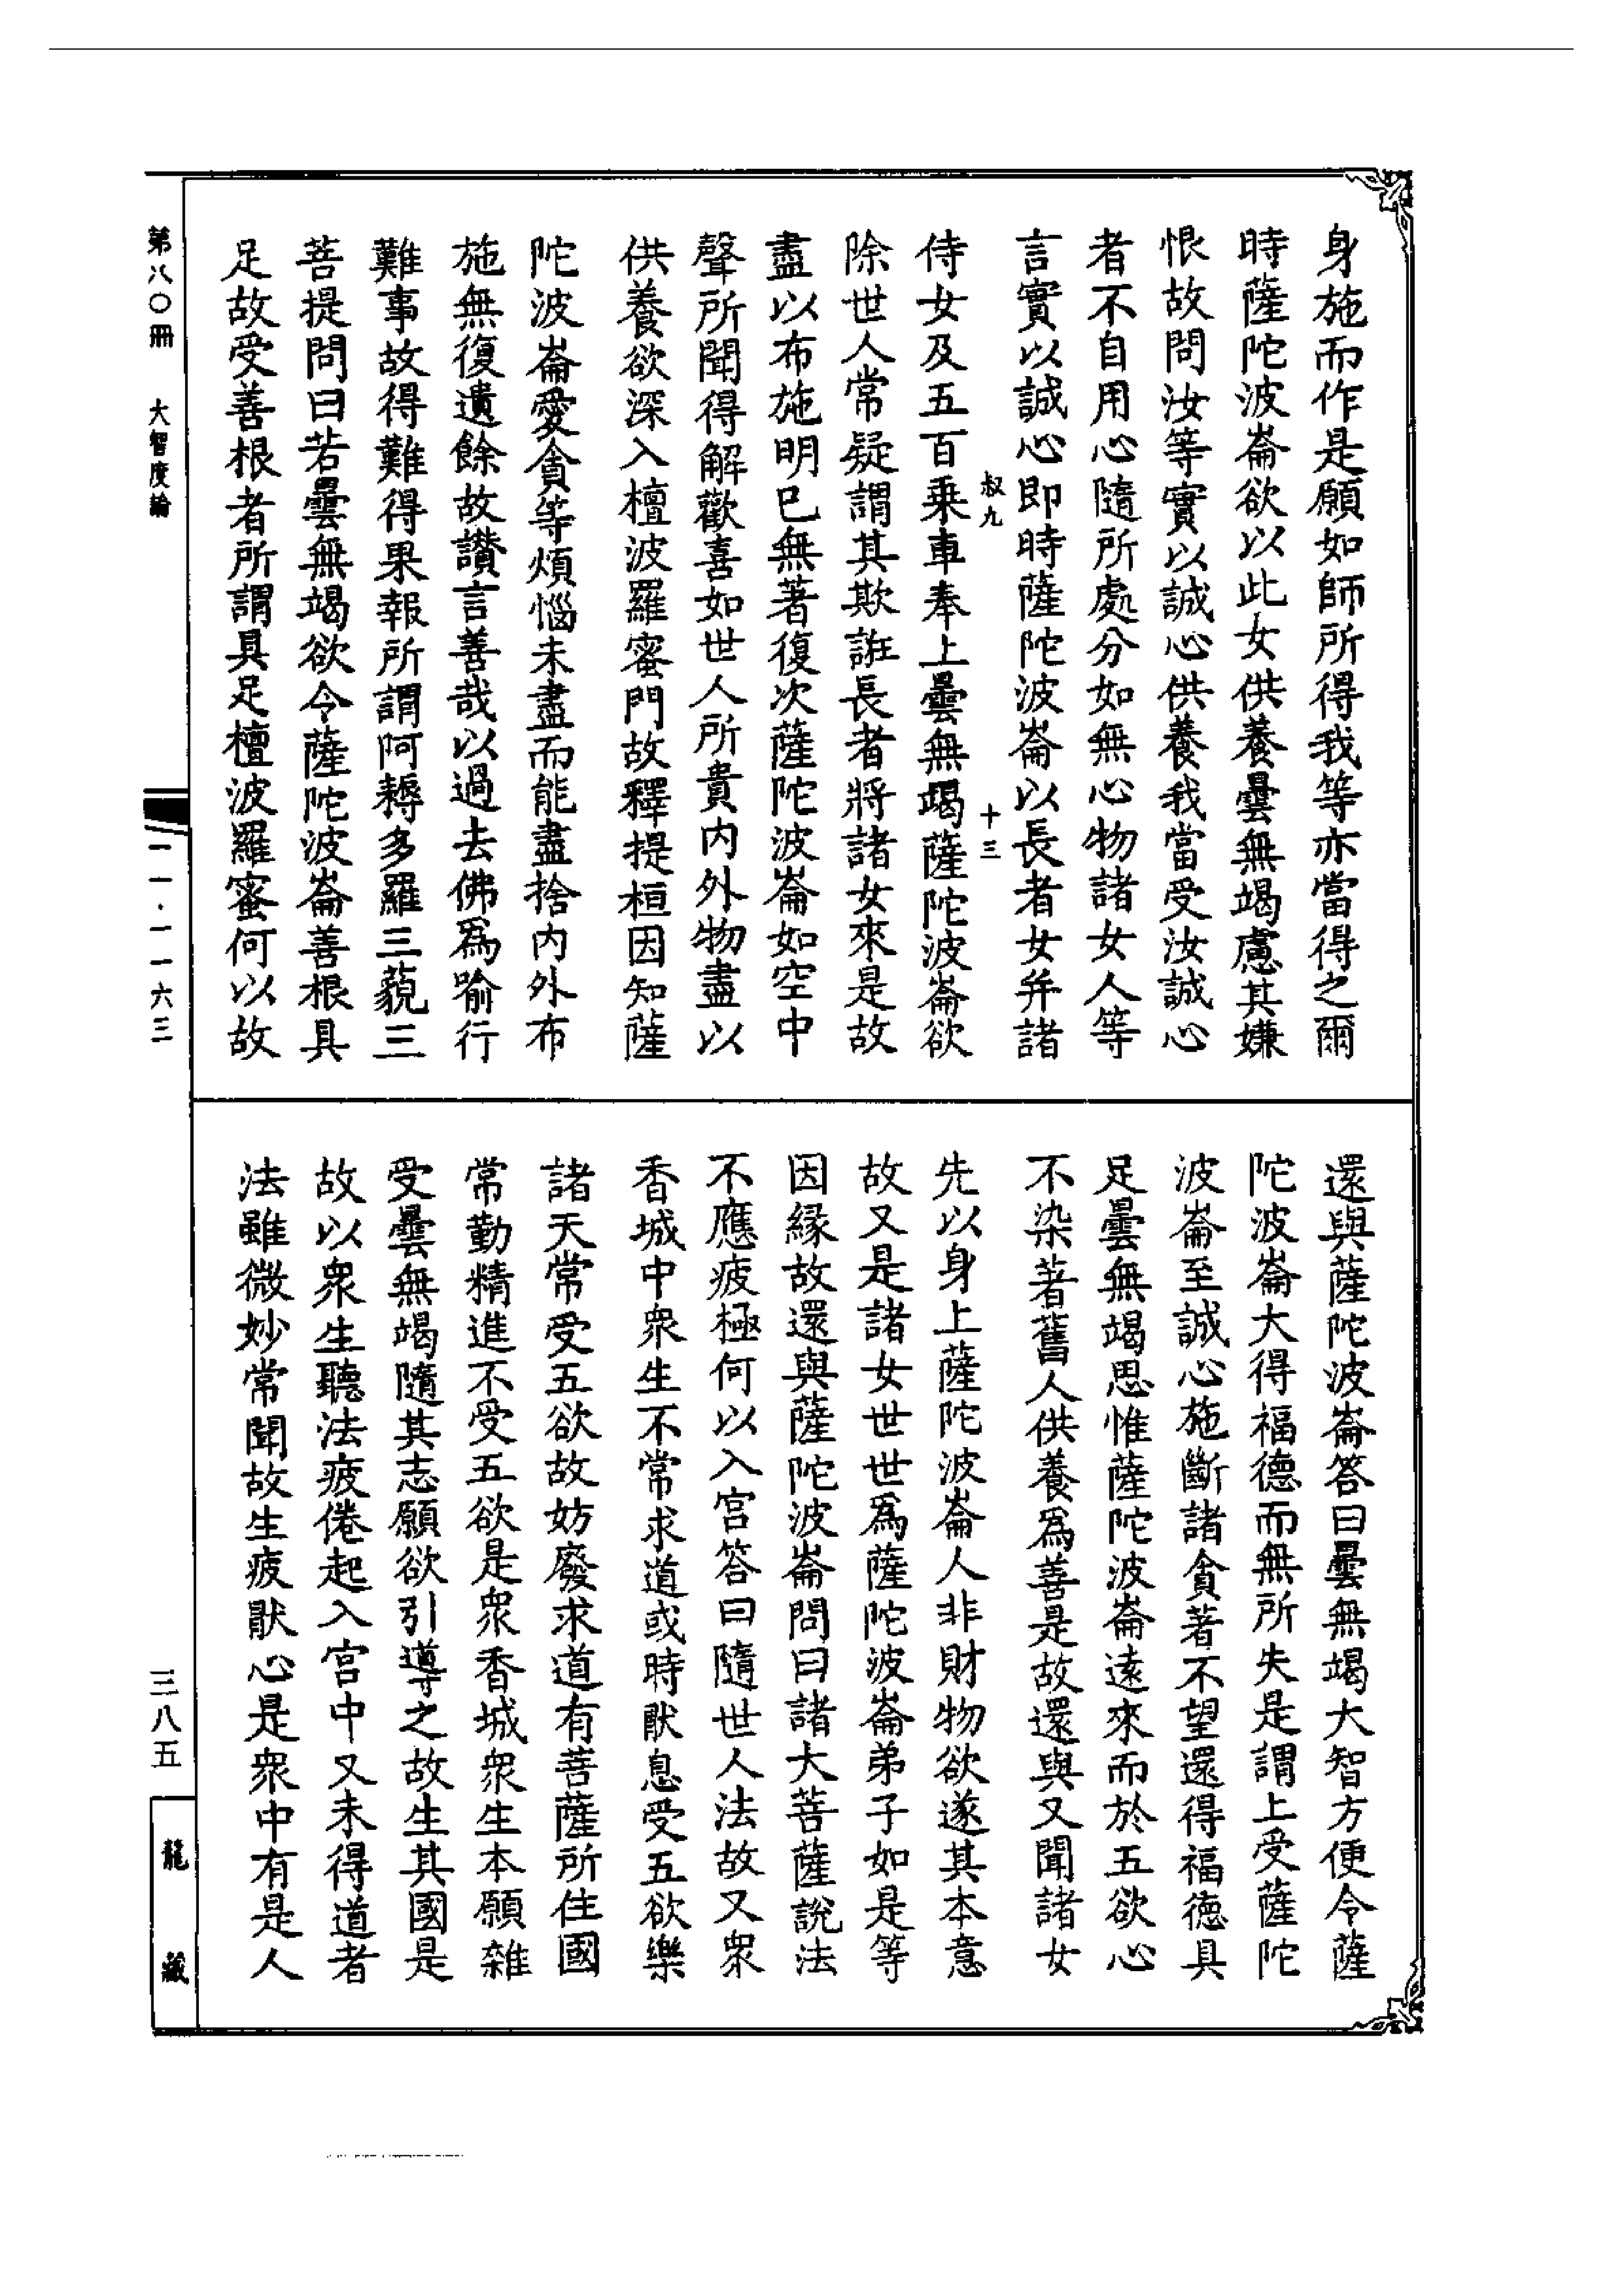 身施而作是願如師所得我等亦當得之爾
時薩陀波崙欲以此女供養曇無竭慮其嫌
恨故問汝等實以誠心供養我當受汝誠心
者不自用心隨所處分如無心物諸女人等
言實以誠心即時薩陀波崙以長者女并諸
叔九
十三
侍女及五百乗車奉上曇無竭薩陀波崙欲
除世人常疑謂其欺誑長者將諸女來是故
盡以布施明已無著復次薩陀波崙如空中
聲所聞得解歡喜如世人所貴内外物盡以
供養欲深入檀波羅蜜門故釋提桓因知薩
陀波崙愛貪等煩惱未盡而能盡捨内外布
施無復遺餘故讃言善哉以過去佛爲喻行
難事故得難得果報所謂阿耨多羅三藐三
菩提問曰若曇無竭欲令薩陀波崙善根具
足故受善根者所謂具足檀波羅蜜何以故
還與薩陀波崙答曰曇無竭大智方便令薩
陀波崙大得福德而無所失是謂上受薩陀
波崙至誠心施斷諸貪著不望還得福德具
足曇無竭思惟薩陀波崙遠來而於五欲心
不染著舊人供養爲善是故還與又聞諸女
先以身上薩陀波崙人非財物欲遂其本意
故又是諸女世世爲薩陀波崙弟子如是等
因緣故還與薩陀波崙問曰諸大菩薩說法
不應疲極何以入宫答曰隨世人法故又衆
香城中衆生不常求道或時猒息受五欲樂
諸天常受五欲故妨廢求道有菩薩所住國
常勤精進不受五欲是衆香城衆生本願雜
受曇無竭隨其志願欲引導之故生其國是
故以衆生聽法疲倦起入宫中又未得道者
法雖微妙常聞故生疲猒心是衆中有是人
第八〇冊 大智度論
一一·一一六三
三八五
龍藏